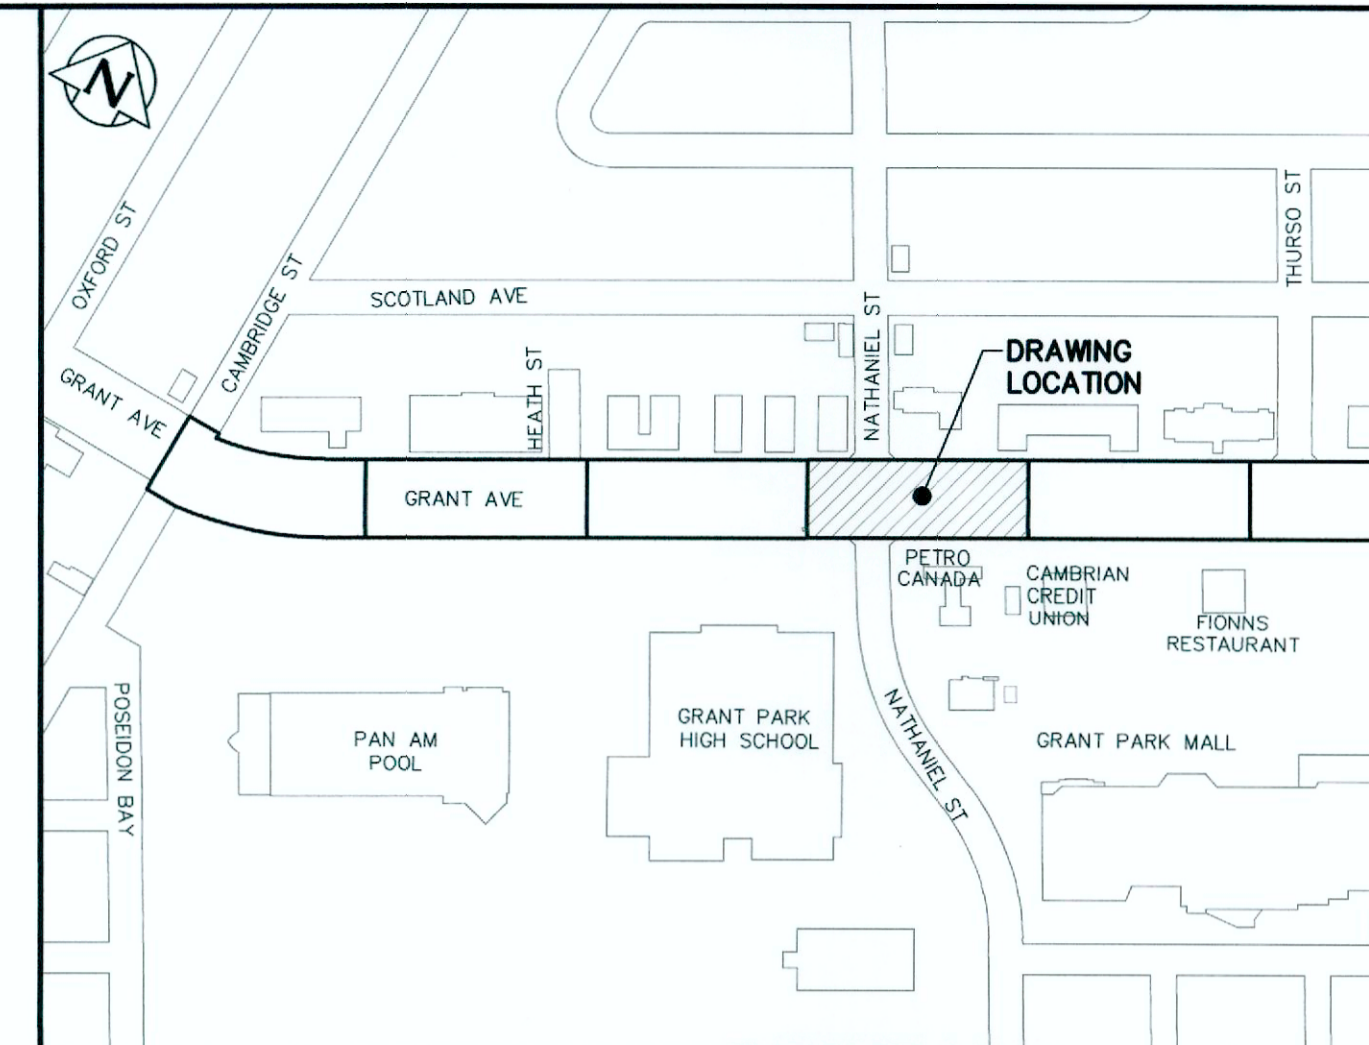 N
OXFORD ST
CAMBRIDGE ST
SCOTLAND AVE
THURSO ST
NATHANIEL ST
HEATH ST
DRAWING
LOCATION
GRANT AVE
GRANT AVE
PETRO
CANADA
CAMBRIAN
CREDIT
UNION
FIONNS
RESTAURANT
POSEIDON BAY
PAN AM
POOL
GRANT PARK
HIGH SCHOOL
NATHANIEL ST
GRANT PARK MALL